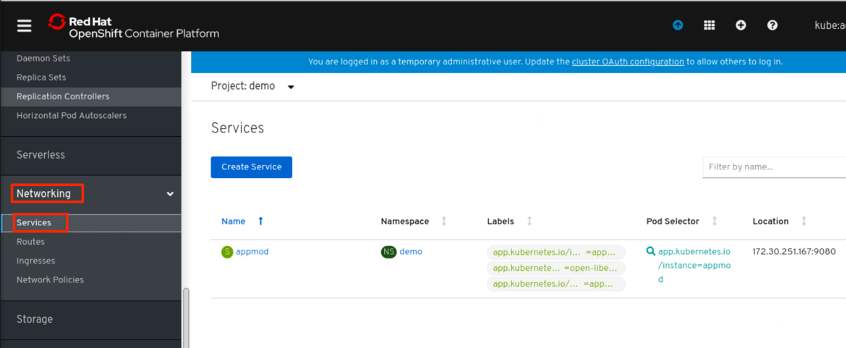 Red Hat
OpenShift Container Platform
kube:a
Daemon Sets
Replica Sets
Replication Controllers
Horizontal Pod Autoscalers
Serverless
Networking
Services
Routes
Ingresses
Network Policies
Storage
You are logged in as a temporary administrative user. Update the cluster OAuth configuration to allow others to log in.
Project: demo
Services
Create Service
Filter by name...
Name Namespace Labels Pod Selector Location
S appmod
NS demo
app.kubernetes.io/i... =app...
app.kubernete... =open-libe...
app.kubernetes.io/... =app...
app.kubernetes.io
/instance=appmo
d
172.30.251.167:9080